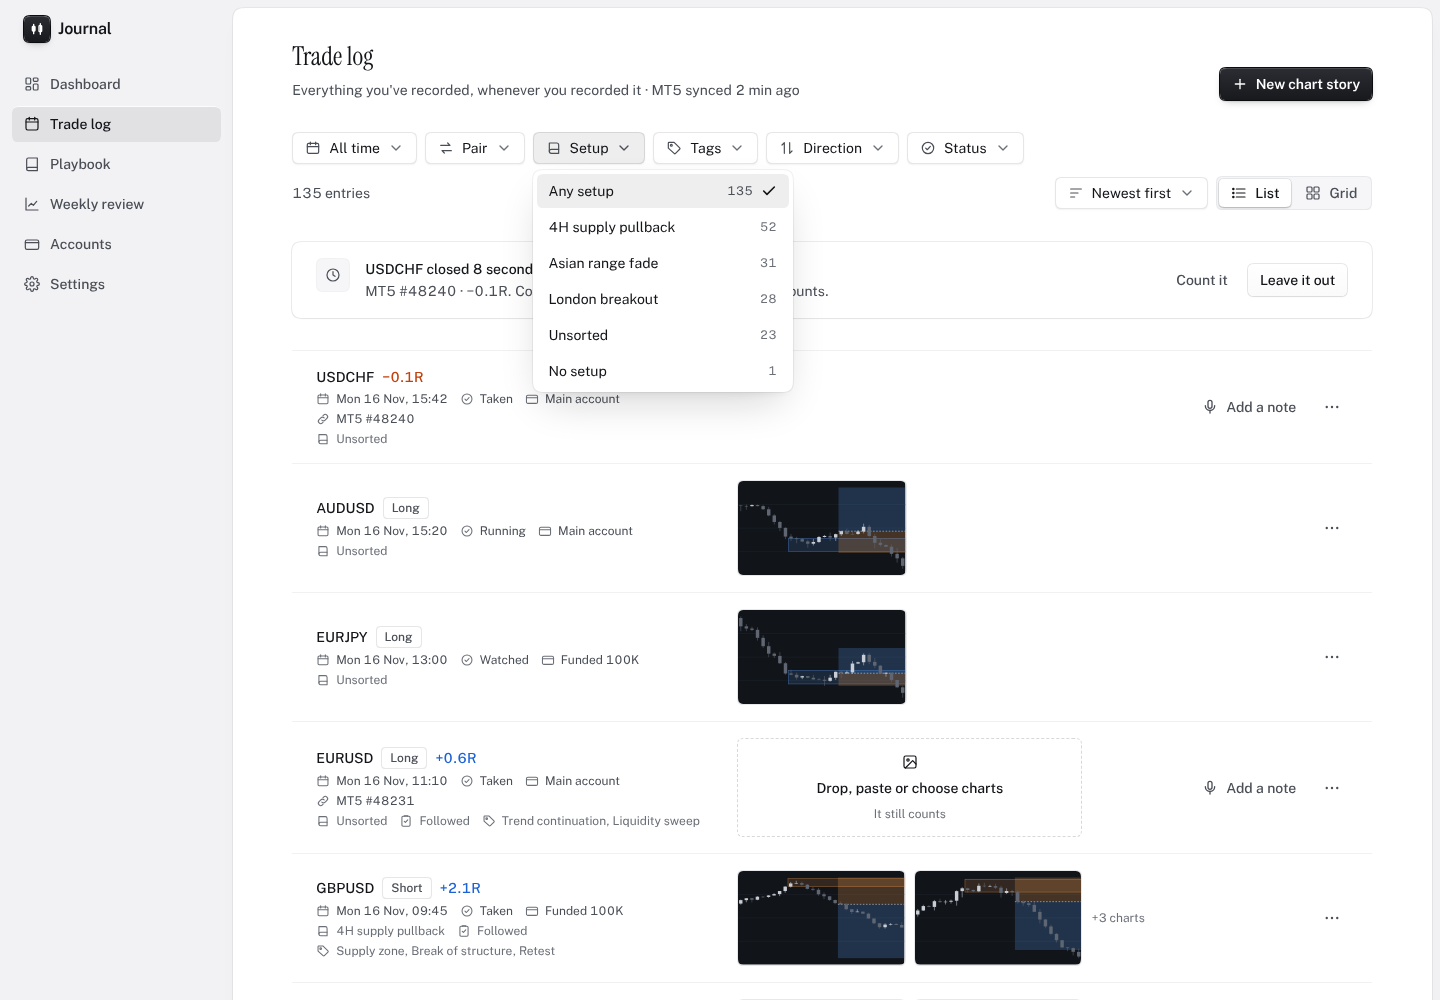 Journal
Dashboard
Trade log
Playbook
Weekly review
Accounts
Settings
Trade log
Everything you've recorded, whenever you recorded it · MT5 synced 2 min ago
New chart story
All time
Pair
Setup
Tags
Direction
Status
135 entries
Newest first
List
Grid
Any setup 135
4H supply pullback 52
Asian range fade 31
London breakout 28
Unsorted 23
No setup 1
USDCHF closed 8 second
MT5 #48240 · −0.1R.
Count it
Leave it out
USDCHF −0.1R
Mon 16 Nov, 15:42 Taken Main account
MT5 #48240
Unsorted
Add a note
AUDUSD Long
Mon 16 Nov, 15:20 Running Main account
Unsorted
EURJPY Long
Mon 16 Nov, 13:00 Watched Funded 100K
Unsorted
EURUSD Long +0.6R
Mon 16 Nov, 11:10 Taken Main account
MT5 #48231
Unsorted Followed Trend continuation, Liquidity sweep
Drop, paste or choose charts
It still counts
Add a note
GBPUSD Short +2.1R
Mon 16 Nov, 09:45 Taken Funded 100K
4H supply pullback Followed
Supply zone, Break of structure, Retest
+3 charts